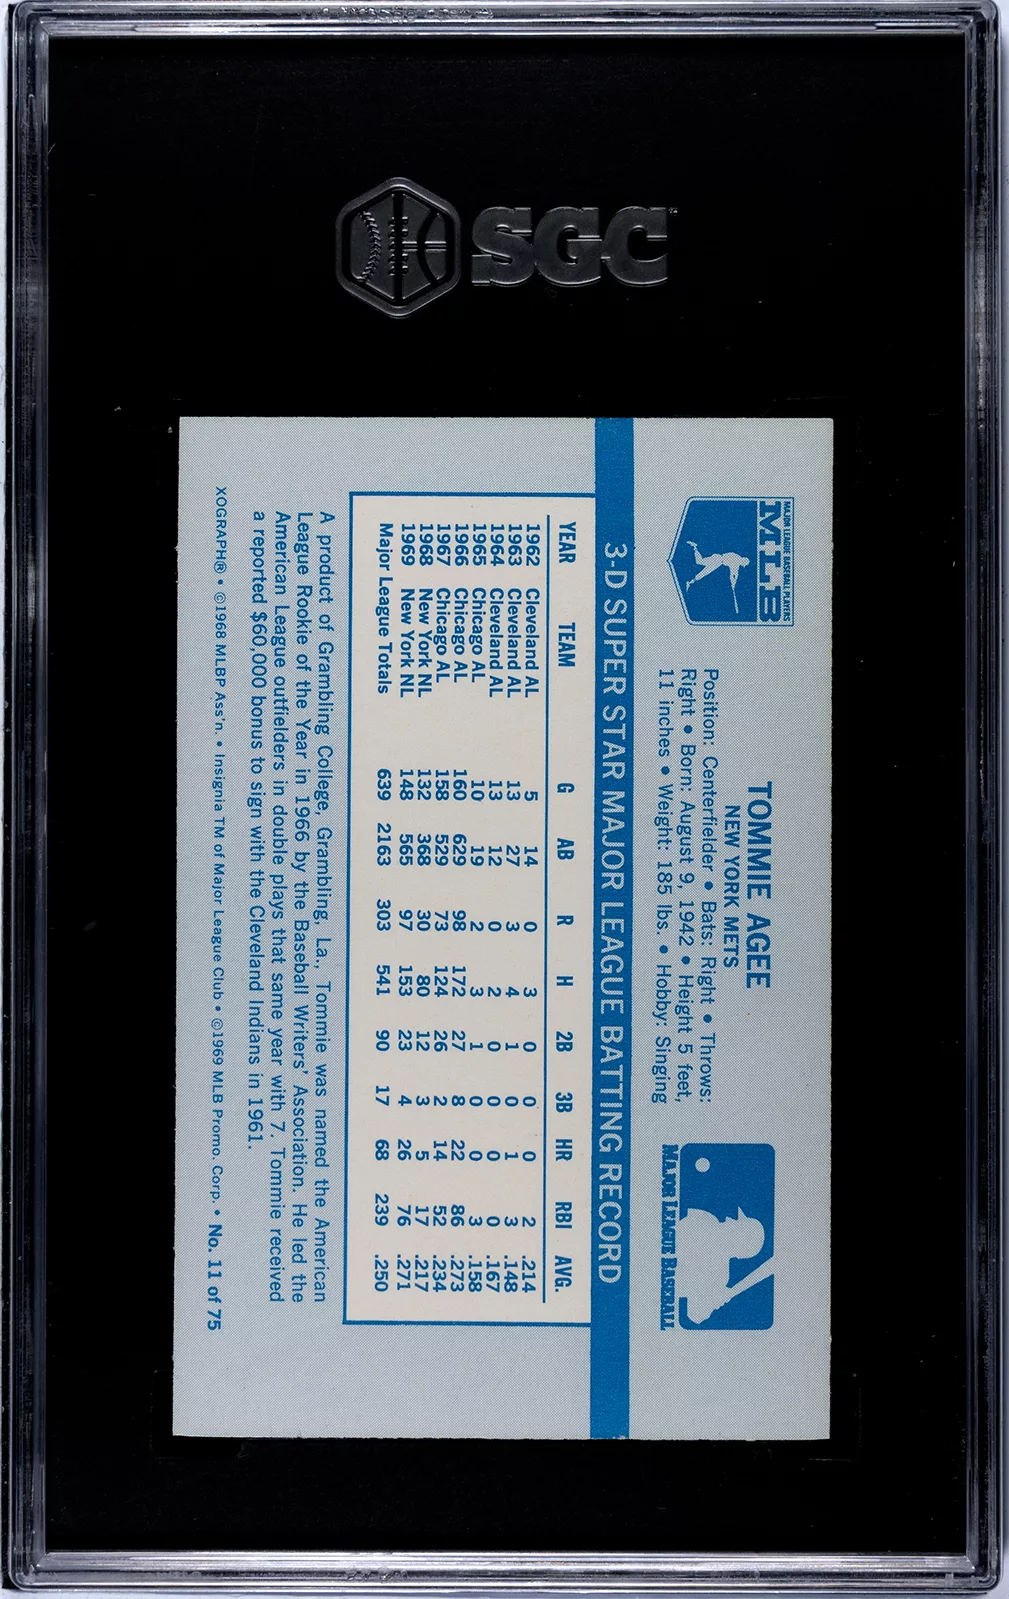 SGC
MAJOR LEAGUE BASEBALL PLAYERS
MLB
TOMMIE AGEE
NEW YORK METS
Position: Centerfielder • Bats: Right • Throws:
Right • Born: August 9, 1942 • Height 5 feet,
11 inches • Weight: 185 lbs. • Hobby: Singing
MAJOR LEAGUE BASEBALL
3-D SUPER STAR MAJOR LEAGUE BATTING RECORD
YEAR TEAM G AB R H 2B 3B HR RBI AVG.
1962 Cleveland AL 5 14 0 3 0 0 0 2 .214
1963 Cleveland AL 13 27 3 4 1 0 1 3 .148
1964 Cleveland AL 13 12 0 2 0 0 0 0 .167
1965 Chicago AL 10 19 2 3 1 0 0 3 .158
1966 Chicago AL 160 629 98 172 27 8 22 86 .273
1967 Chicago AL 158 529 73 124 26 2 14 52 .234
1968 New York NL 132 368 30 80 12 3 5 17 .217
1969 New York NL 148 565 97 153 23 4 26 76 .271
Major League Totals 639 2163 303 541 90 17 68 239 .250
A product of Grambling College, Grambling, La., Tommie was named the American
League Rookie of the Year in 1966 by the Baseball Writers' Association. He led the
American League outfielders in double plays that same year with 7. Tommie received
a reported $60,000 bonus to sign with the Cleveland Indians in 1961.
XOGRAPH® • ©1968 MLBP Ass'n. • Insignia TM of Major League Club • ©1969 MLB Promo. Corp. • No. 11 of 75